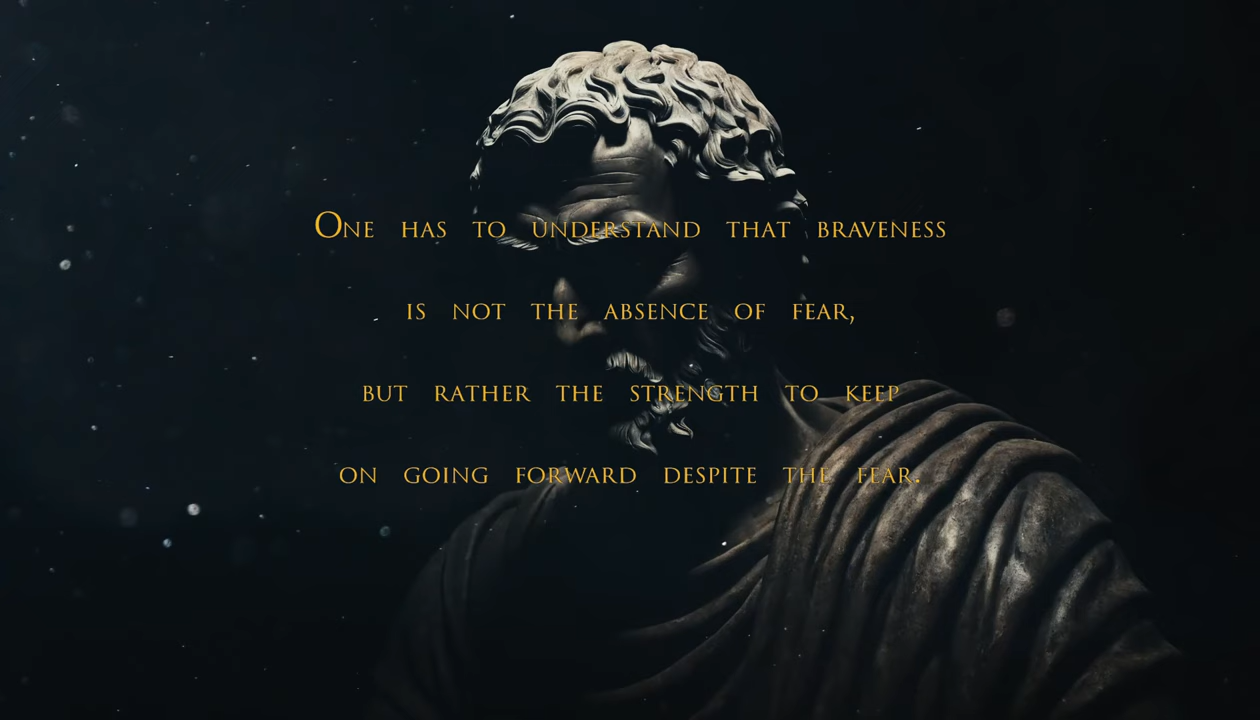 One has to understand that braveness
is not the absence of fear,
but rather the strength to keep
on going forward despite the fear.